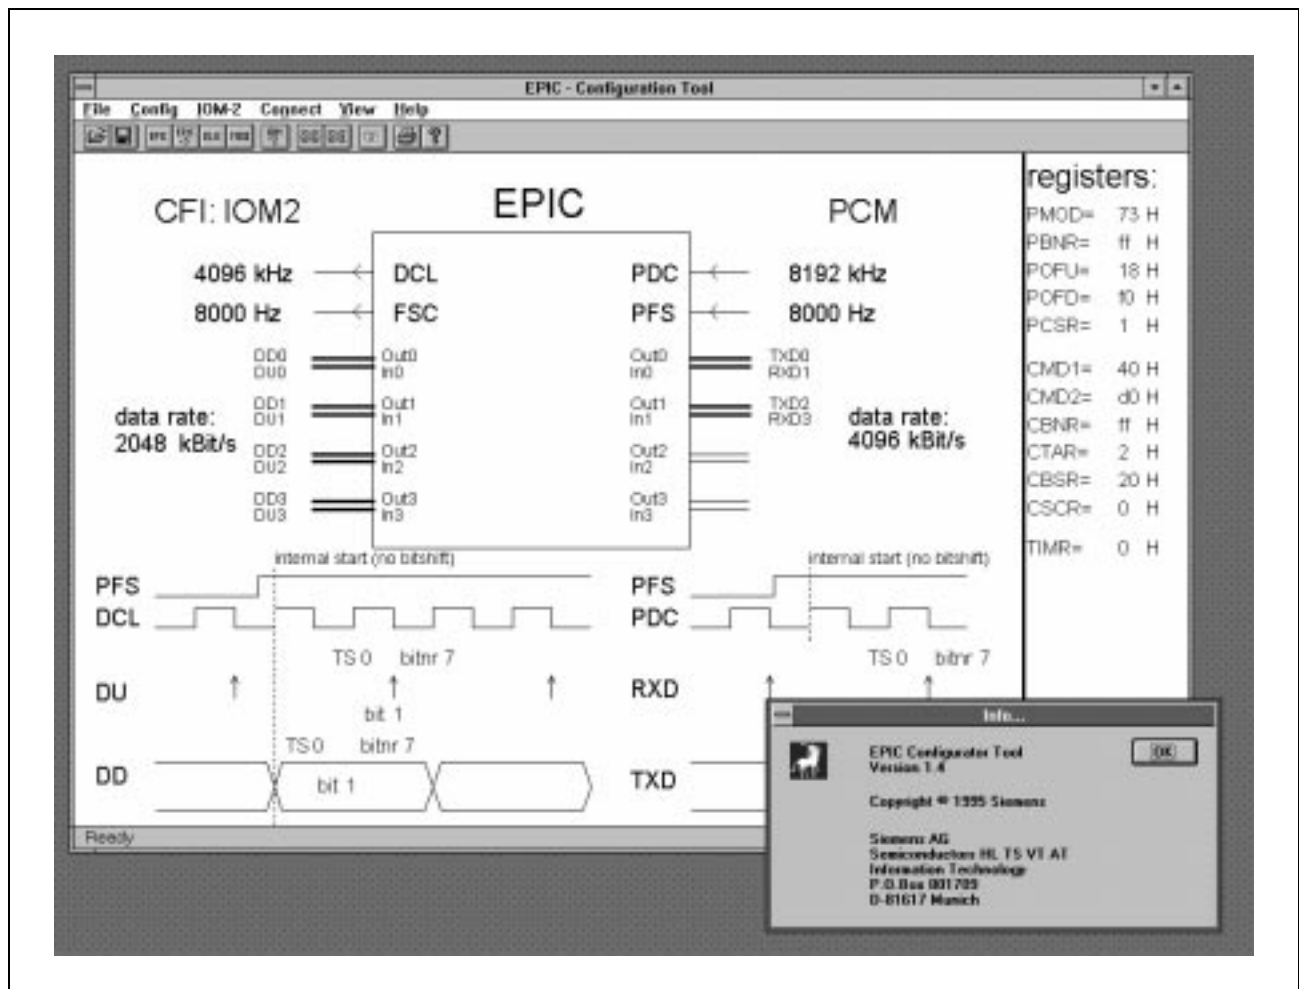 EPIC - Configuration Tool
File Config IOM-2 Connect View Help
CFI: IOM2
EPIC
PCM
4096 kHz
DCL
PDC
8192 kHz
8000 Hz
FSC
PFS
8000 Hz
DD0 Out0 Out0 TXD0
DU0 In0 In0 RXD1
DD1 Out1 Out1 TXD2
DU1 In1 In1 RXD3
data rate:
2048 kBit/s
data rate:
4096 kBit/s
DD2 Out2 Out2
DU2 In2 In2
DD3 Out3 Out3
DU3 In3 In3
internal start (no bitshift)
PFS
DCL
TS 0 bitnr 7
DU
bit 1
TS 0 bitnr 7
DD
bit 1
internal start (no bitshift)
PFS
PDC
TS 0 bitnr 7
RXD
TXD
registers:
PMOD= 73 H
PBNR= ff H
POFU= 18 H
POFD= f0 H
PCSR= 1 H
CMD1= 40 H
CMD2= d0 H
CBNR= ff H
CTAR= 2 H
CBSR= 20 H
CSCR= 0 H
TIMR= 0 H
Ready
Info...
EPIC Configurator Tool
Version 1.4
OK
Copyright © 1995 Siemens
Siemens AG
Semiconductors HL TS VT AT
Information Technology
P.O.Box
D-81617 Munich